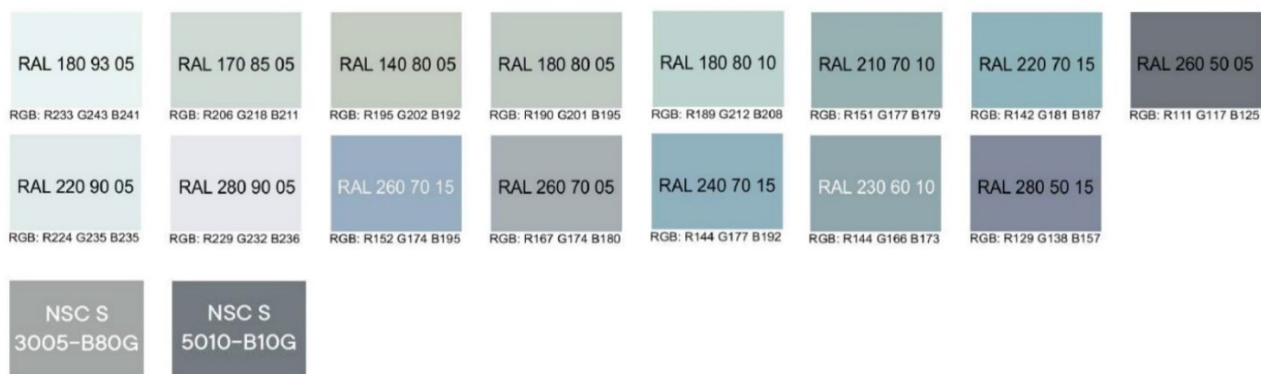 RAL 180 93 05
RAL 170 85 05
RAL 140 80 05
RAL 180 80 05
RAL 180 80 10
RAL 210 70 10
RAL 220 70 15
RAL 260 50 05
RGB: R233 G243 B241
RGB: R206 G218 B211
RGB: R195 G202 B192
RGB: R190 G201 B195
RGB: R189 G212 B208
RGB: R151 G177 B179
RGB: R142 G181 B187
RGB: R111 G117 B125
RAL 220 90 05
RAL 280 90 05
RAL 260 70 15
RAL 260 70 05
RAL 240 70 15
RAL 230 60 10
RAL 280 50 15
RGB: R224 G235 B235
RGB: R229 G232 B236
RGB: R152 G174 B195
RGB: R167 G174 B180
RGB: R144 G177 B192
RGB: R144 G166 B173
RGB: R129 G138 B157
NSC S
3005-B80G
NSC S
5010-B10G